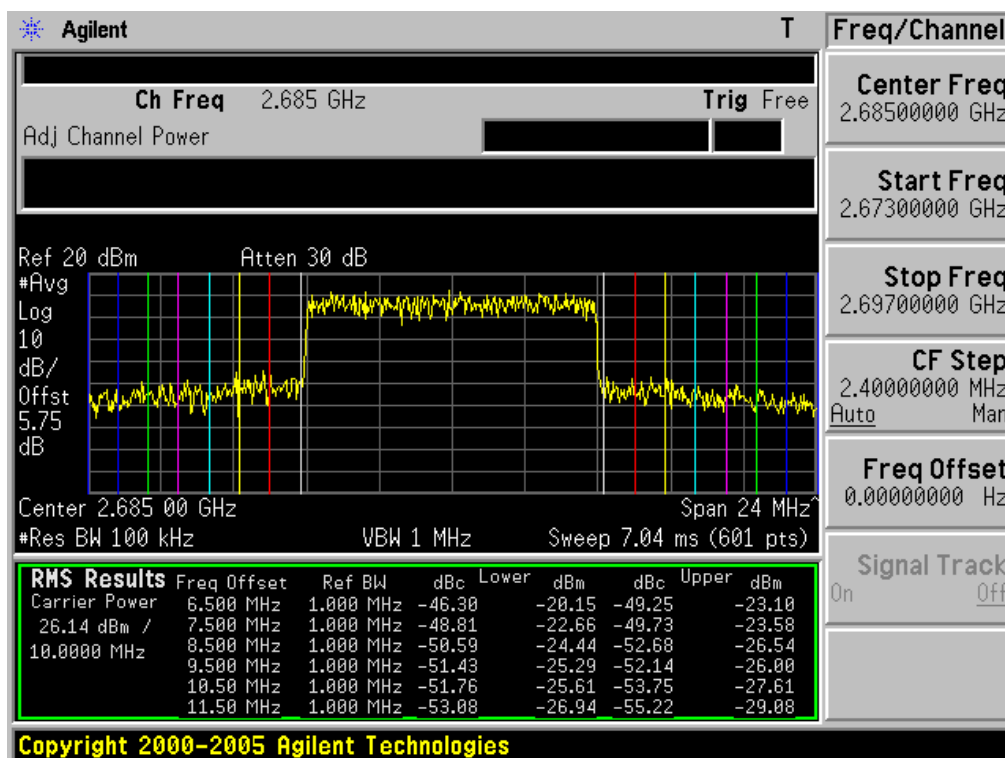 Agilent T
Freq/Channel
Ch Freq 2.685 GHz Trig Free
Adj Channel Power
Center Freq
2.68500000 GHz
Start Freq
2.67300000 GHz
Stop Freq
2.69700000 GHz
CF Step
2.40000000 MHz
Auto Man
Freq Offset
0.00000000 Hz
Signal Track
On Off
Ref 20 dBm Atten 30 dB
#Avg
Log
10
dB/
Offst
5.75
dB
Center 2.685 00 GHz Span 24 MHz^
#Res BW 100 kHz VBW 1 MHz Sweep 7.04 ms (601 pts)
RMS Results Freq Offset Ref BW dBc Lower dBm dBc Upper dBm
Carrier Power 6.500 MHz 1.000 MHz -46.30 -20.15 -49.25 -23.10
26.14 dBm / 7.500 MHz 1.000 MHz -48.81 -22.66 -49.73 -23.58
10.0000 MHz 8.500 MHz 1.000 MHz -50.59 -24.44 -52.68 -26.54
9.500 MHz 1.000 MHz -51.43 -25.29 -52.14 -26.00
10.50 MHz 1.000 MHz -51.76 -25.61 -53.75 -27.61
11.50 MHz 1.000 MHz -53.08 -26.94 -55.22 -29.08
Copyright 2000-2005 Agilent Technologies